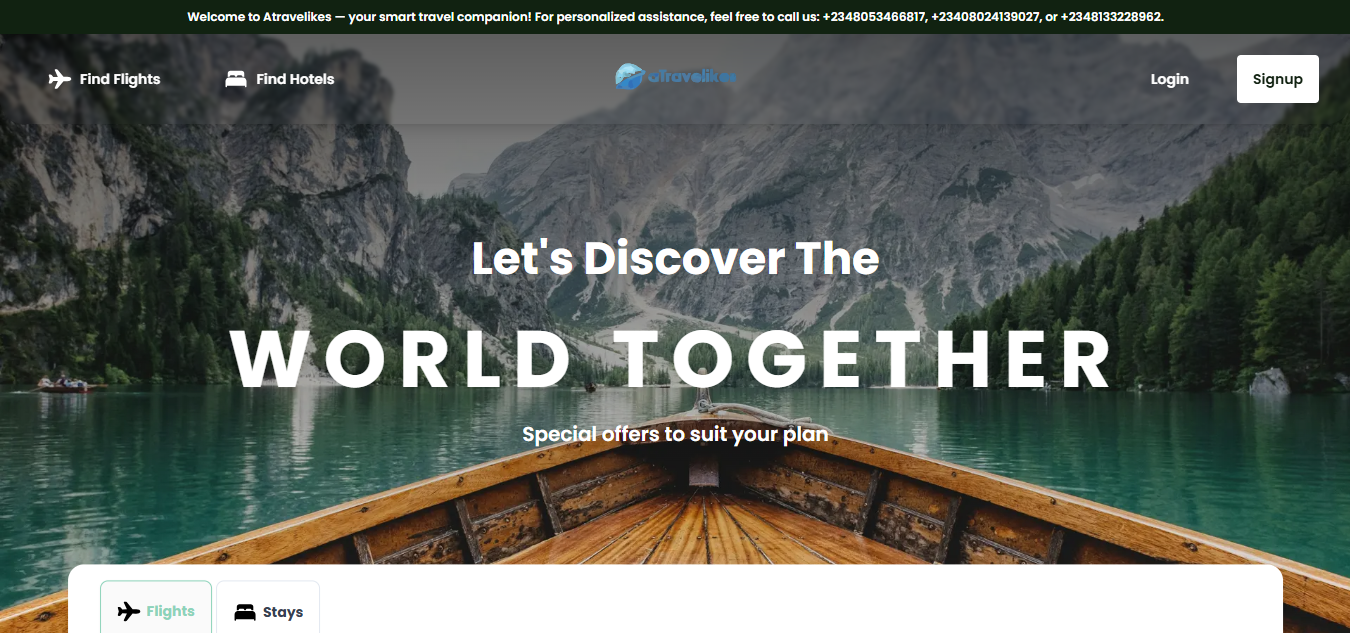 Welcome to Atravelikes — your smart travel companion! For personalized assistance, feel free to call us: +2348053466817, +23408024139027, or +2348133228962.
Find Flights Find Hotels aTravelikes Login Signup
Let's Discover The
WORLD TOGETHER
Special offers to suit your plan
Flights Stays